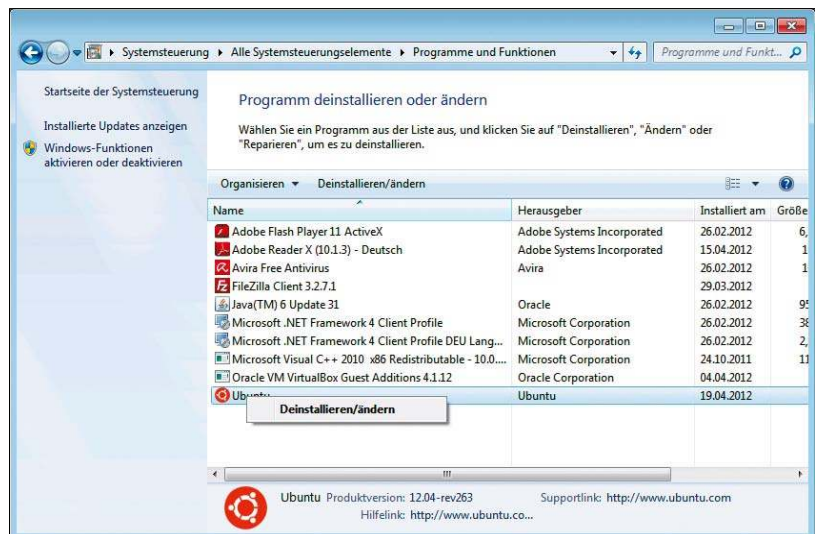 Systemsteuerung ▸ Alle Systemsteuerungselemente ▸ Programme und Funktionen
Programme und Funkt...
Startseite der Systemsteuerung
Installierte Updates anzeigen
Windows-Funktionen
aktivieren oder deaktivieren
Programm deinstallieren oder ändern
Wählen Sie ein Programm aus der Liste aus, und klicken Sie auf "Deinstallieren", "Ändern" oder
"Reparieren", um es zu deinstallieren.
Organisieren Deinstallieren/ändern
Name Herausgeber Installiert am Größe
Adobe Flash Player 11 ActiveX Adobe Systems Incorporated 26.02.2012 6,
Adobe Reader X (10.1.3) - Deutsch Adobe Systems Incorporated 15.04.2012 1
Avira Free Antivirus Avira 26.02.2012 1
FileZilla Client 3.2.7.1 29.03.2012
Java(TM) 6 Update 31 Oracle 26.02.2012 95
Microsoft .NET Framework 4 Client Profile Microsoft Corporation 26.02.2012 38
Microsoft .NET Framework 4 Client Profile DEU Lang... Microsoft Corporation 26.02.2012 2,
Microsoft Visual C++ 2010 x86 Redistributable - 10.0.... Microsoft Corporation 24.10.2011 11
Oracle VM VirtualBox Guest Additions 4.1.12 Oracle Corporation 04.04.2012
Ubuntu Ubuntu 19.04.2012
Deinstallieren/ändern
Ubuntu Produktversion: 12.04-rev263 Supportlink: http://www.ubuntu.com
Hilfelink: http://www.ubuntu.co...